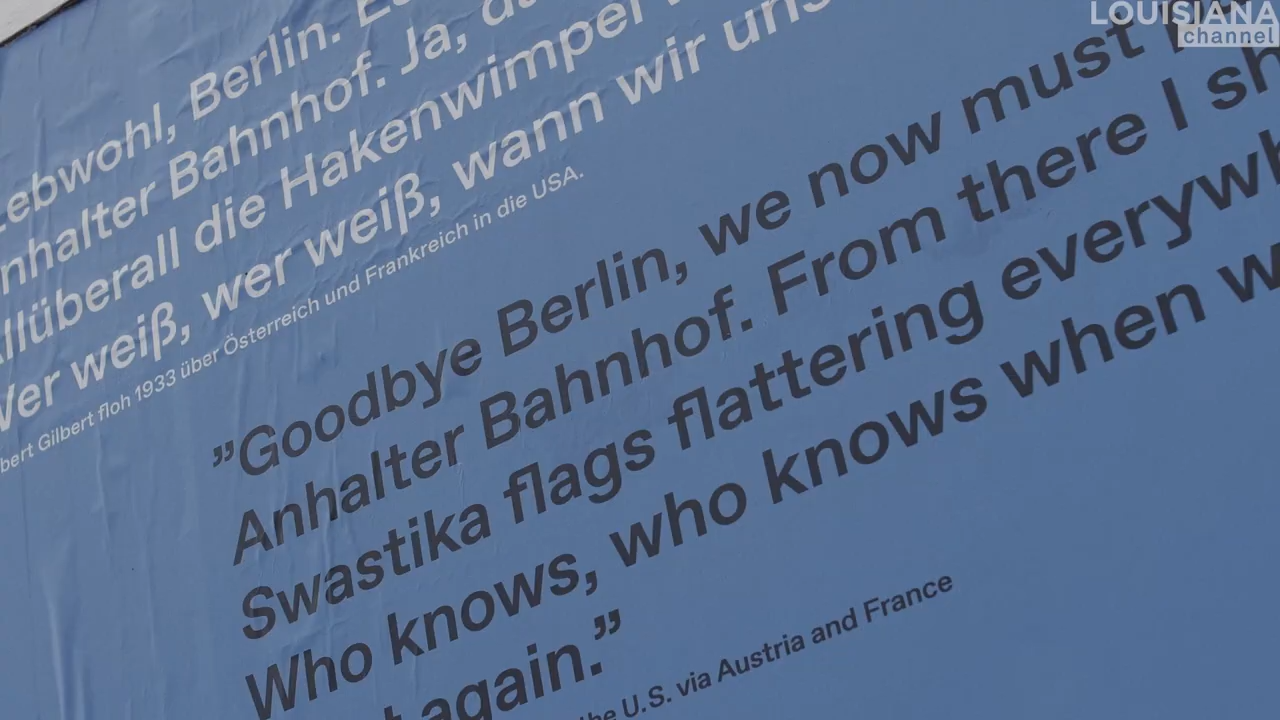 LOUISIANA
channel
Lebwohl, Berlin.
Anhalter Bahnhof. Ja,
Allüberall die Hakenwimpel
Wer weiß, wer weiß, wann wir uns
bert Gilbert floh 1933 über Österreich und Frankreich in die USA.
”Goodbye Berlin, we now must
Anhalter Bahnhof. From there I sh
Swastika flags flattering everywh
Who knows, who knows when w
again.”
the U.S. via Austria and France